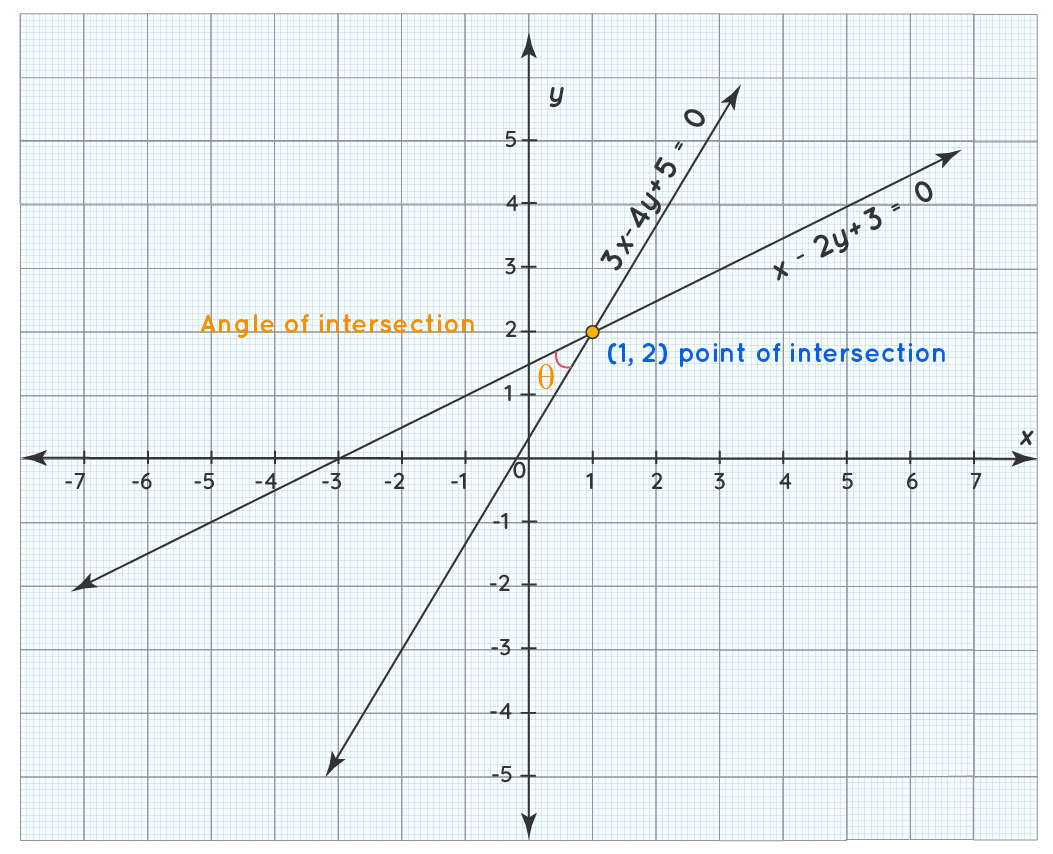 y
3x-4y+5 = 0
x - 2y+3 = 0
Angle of intersection
(1, 2) point of intersection
θ
x
5
4
3
2
1
0
-1
-2
-3
-4
-5
-7 -6 -5 -4 -3 -2 -1 1 2 3 4 5 6 7